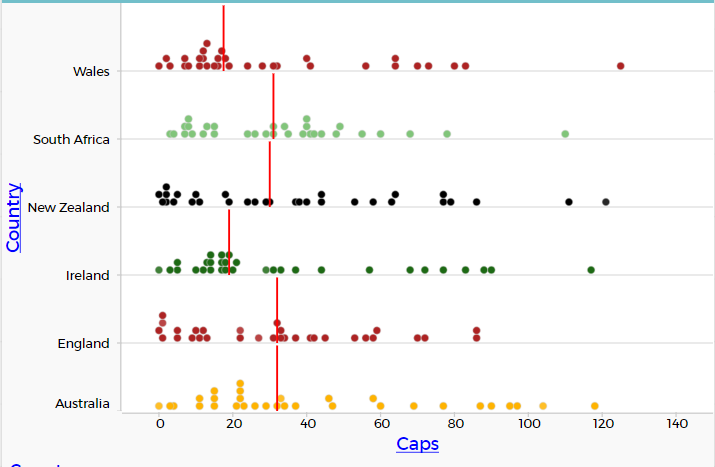 Wales
South Africa
New Zealand
Ireland
England
Australia
Country
0 20 40 60 80 100 120 140
Caps